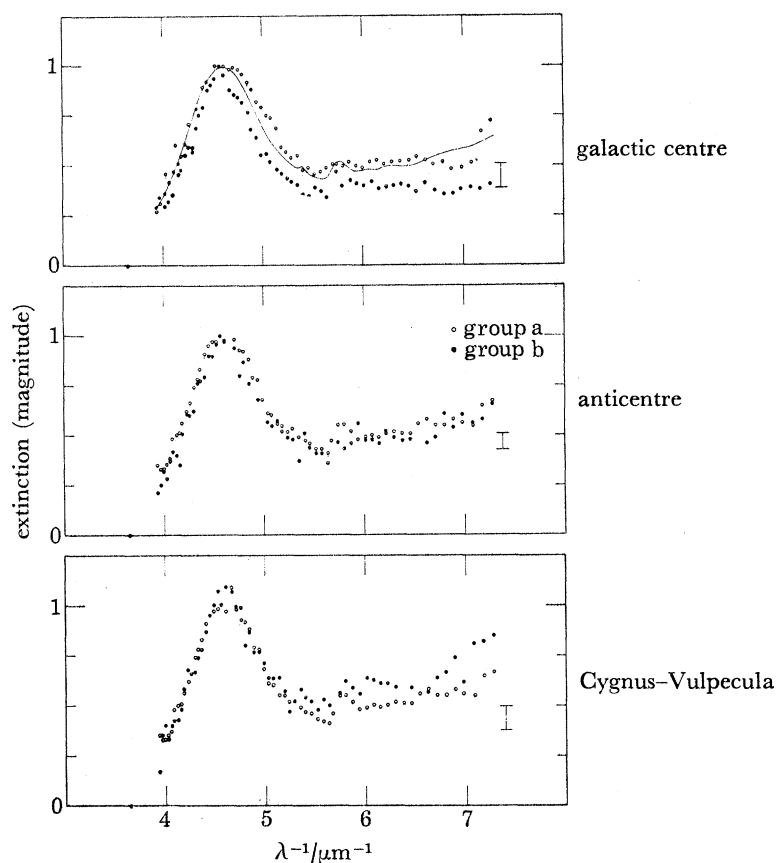 1
0
galactic centre
1
0
group a
group b
anticentre
extinction (magnitude)
1
0
Cygnus–Vulpecula
4 5 6 7
λ⁻¹/μm⁻¹